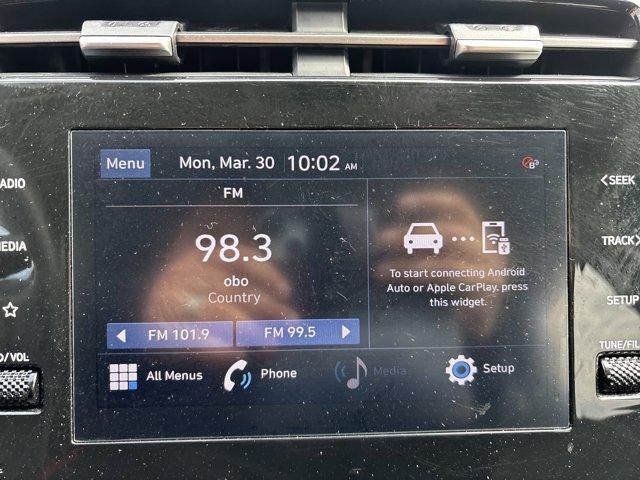 Menu
Mon, Mar. 30 10:02 AM
FM
98.3
obo
Country
FM 101.9
FM 99.5
To start connecting Android
Auto or Apple CarPlay, press
this widget.
All Menus
Phone
Media
Setup
ADIO
MEDIA
D/VOL
SEEK
TRACK
SETUP
TUNE/FIL